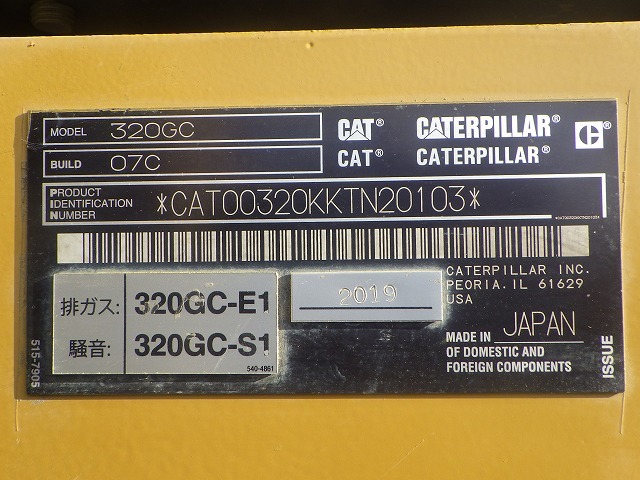 MODEL 320GC
CAT® CATERPILLAR®
BUILD 07C
CAT® CATERPILLAR®
PRODUCT
IDENTIFICATION
NUMBER
*CAT00320KKTN20103*
*CAT00320KKTN20103*
排ガス: 320GC-E1
騒音: 320GC-S1
540-4861
2019
CATERPILLAR INC.
PEORIA. IL 61629
USA
MADE IN JAPAN
OF DOMESTIC AND
FOREIGN COMPONENTS
515-7905
ISSUE